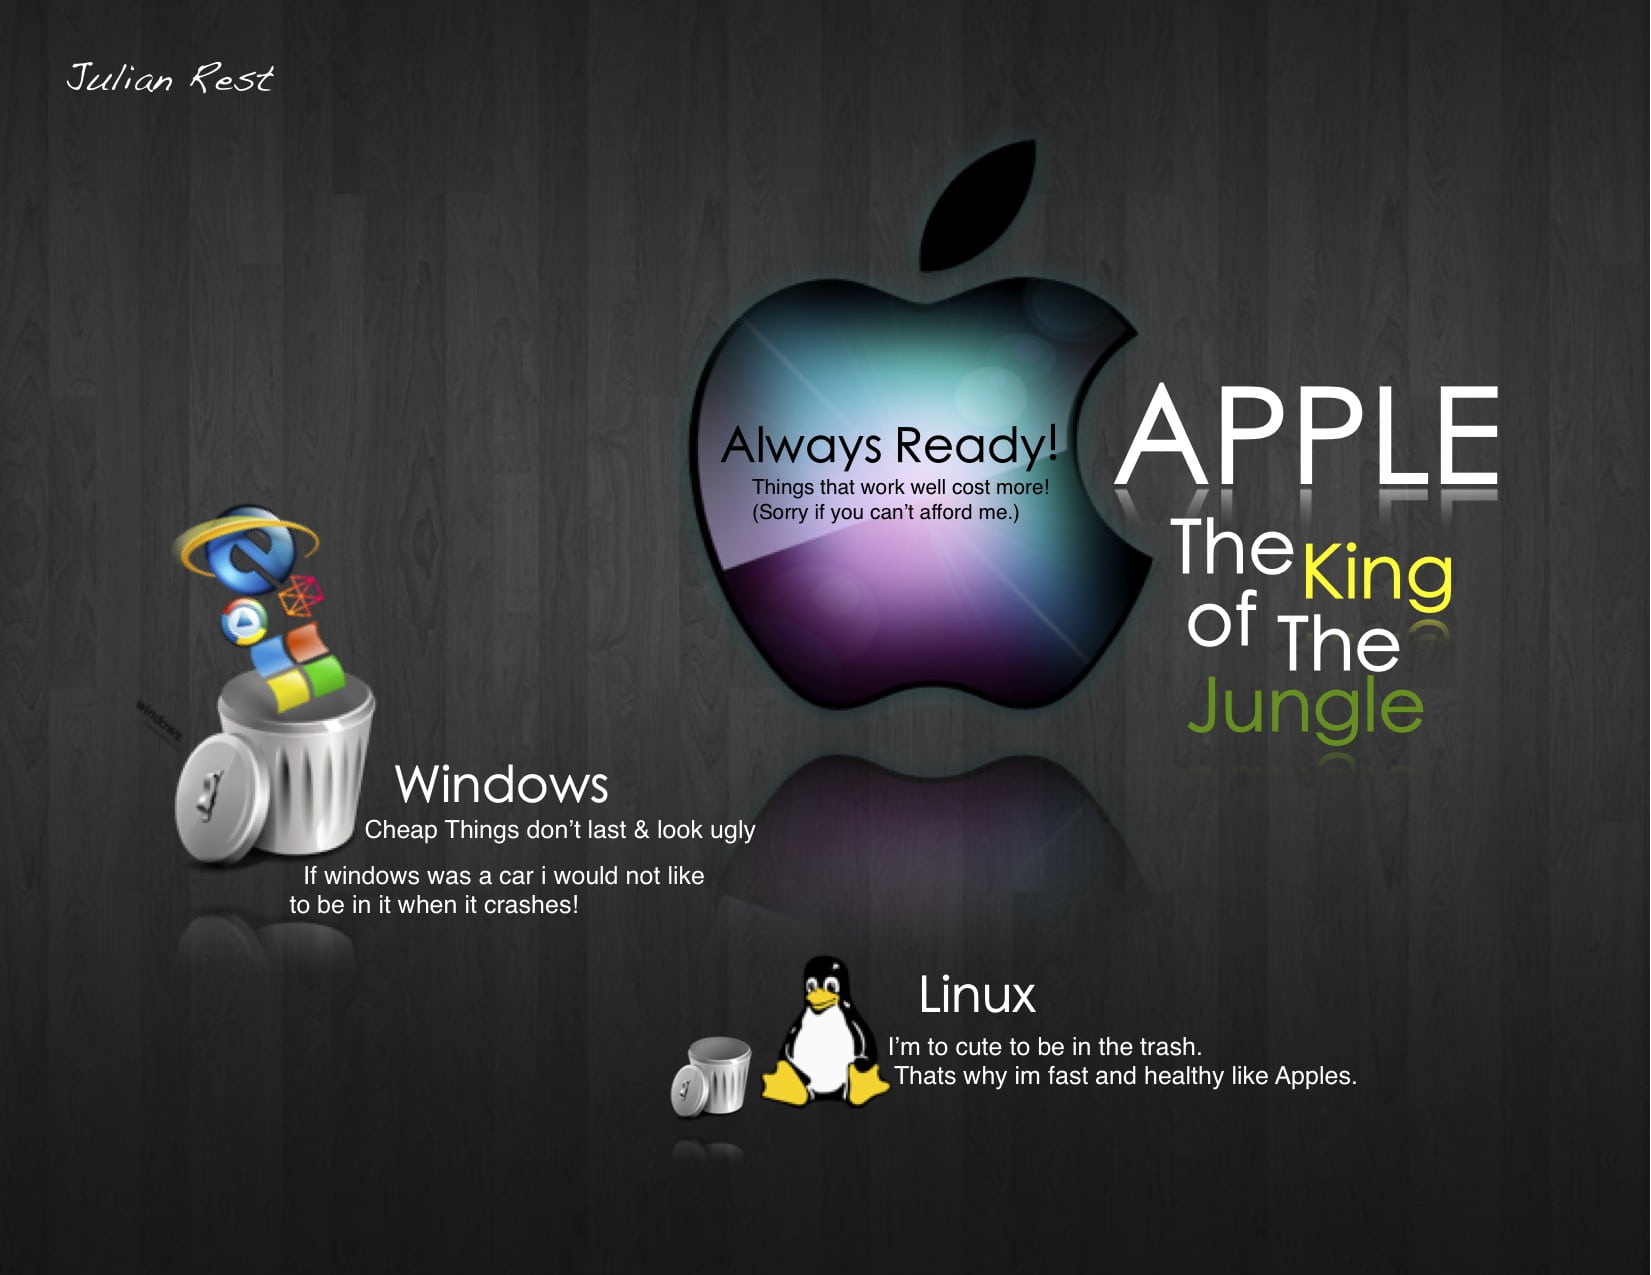 Julian Rest
Always Ready!
Things that work well cost more!
(Sorry if you can't afford me.)
APPLE
The King
of The
Jungle
windows
Windows
Cheap Things don't last & look ugly
If windows was a car i would not like
to be in it when it crashes!
Linux
I'm to cute to be in the trash.
Thats why im fast and healthy like Apples.